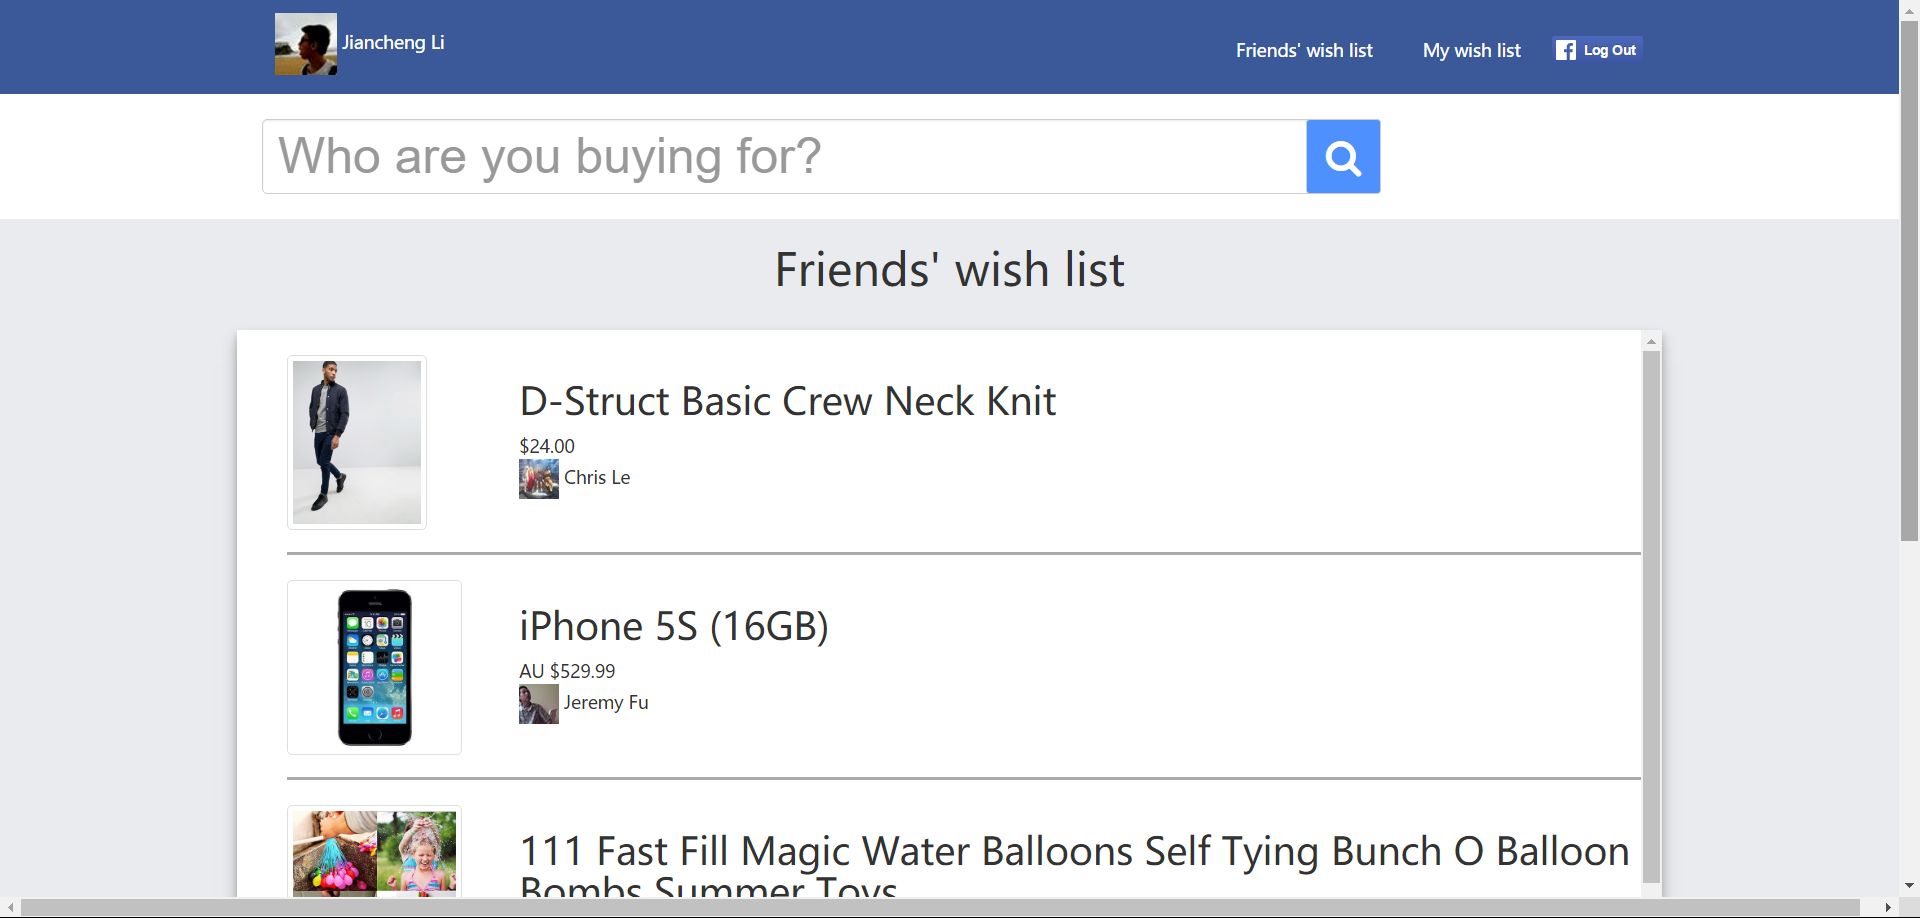 Jiancheng Li
Friends' wish list
My wish list
Log Out
Who are you buying for?
Friends' wish list
D-Struct Basic Crew Neck Knit
$24.00
Chris Le
iPhone 5S (16GB)
AU $529.99
Jeremy Fu
111 Fast Fill Magic Water Balloons Self Tying Bunch O Balloon
Bombs Summer Toys